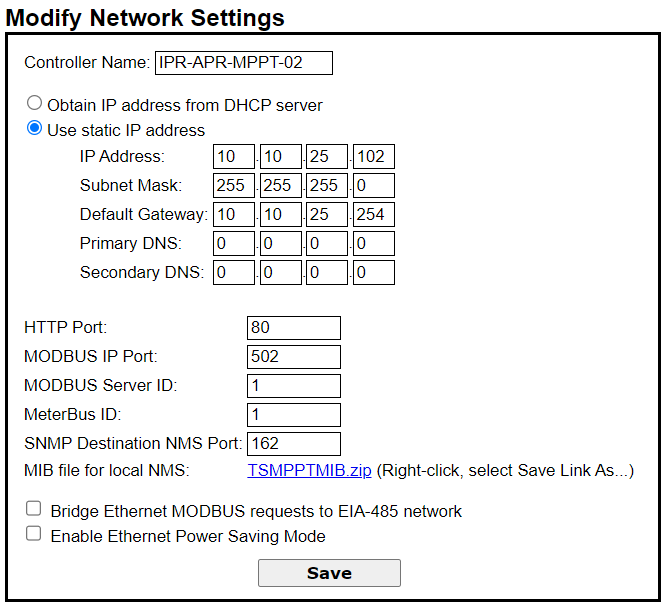 Modify Network Settings
Controller Name: IPR-APR-MPPT-02
Obtain IP address from DHCP server
Use static IP address
IP Address: 10 . 10 . 25 . 102
Subnet Mask: 255 . 255 . 255 . 0
Default Gateway: 10 . 10 . 25 . 254
Primary DNS: 0 . 0 . 0 . 0
Secondary DNS: 0 . 0 . 0 . 0
HTTP Port: 80
MODBUS IP Port: 502
MODBUS Server ID: 1
MeterBus ID: 1
SNMP Destination NMS Port: 162
MIB file for local NMS: TSMPPTMIB.zip (Right-click, select Save Link As...)
Bridge Ethernet MODBUS requests to EIA-485 network
Enable Ethernet Power Saving Mode
Save